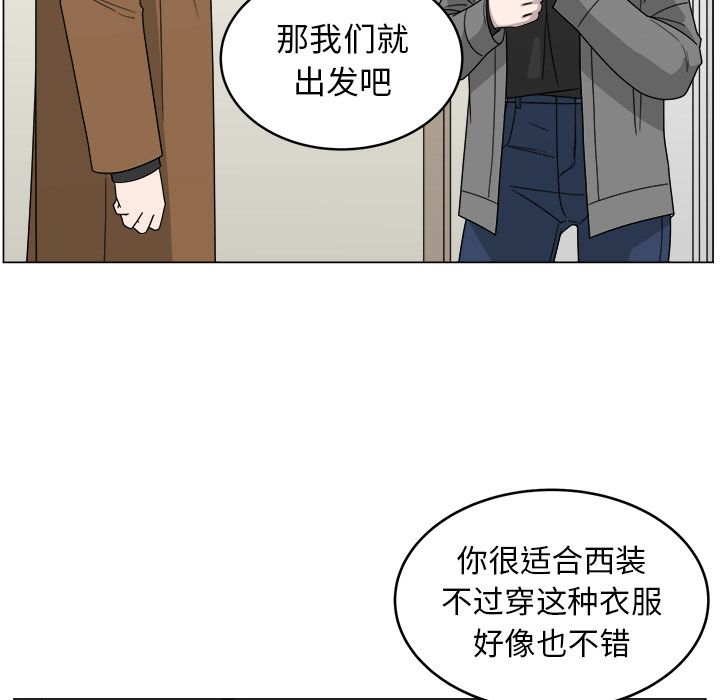 那我们就
出发吧
你很适合西装
不过穿这种衣服
好像也不错